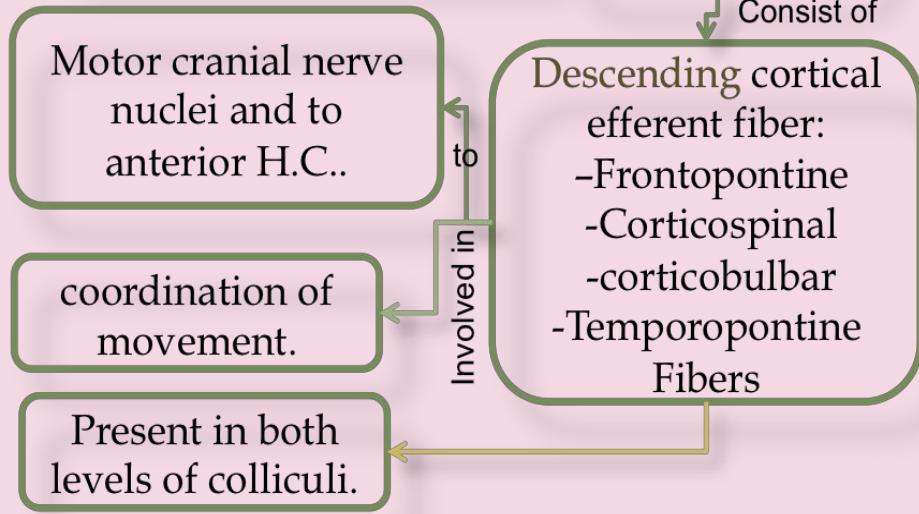 Consist of
Descending cortical
efferent fiber:
–Frontopontine
-Corticospinal
-corticobulbar
-Temporopontine
Fibers
to
Motor cranial nerve
nuclei and to
anterior H.C..
Involved in
coordination of
movement.
Present in both
levels of colliculi.